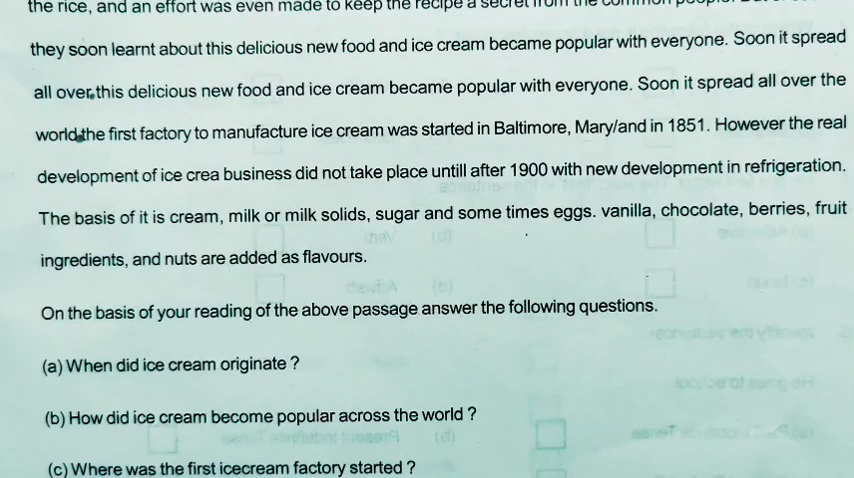 the rice, and an effort was even made to keep the recipe a secret from the common people. But
they soon learnt about this delicious new food and ice cream became popular with everyone. Soon it spread
all over,this delicious new food and ice cream became popular with everyone. Soon it spread all over the
world.the first factory to manufacture ice cream was started in Baltimore, Mary/and in 1851. However the real
development of ice crea business did not take place untill after 1900 with new development in refrigeration.
The basis of it is cream, milk or milk solids, sugar and some times eggs. vanilla, chocolate, berries, fruit
ingredients, and nuts are added as flavours.
On the basis of your reading of the above passage answer the following questions.
(a) When did ice cream originate ?
(b) How did ice cream become popular across the world ?
(c) Where was the first icecream factory started ?